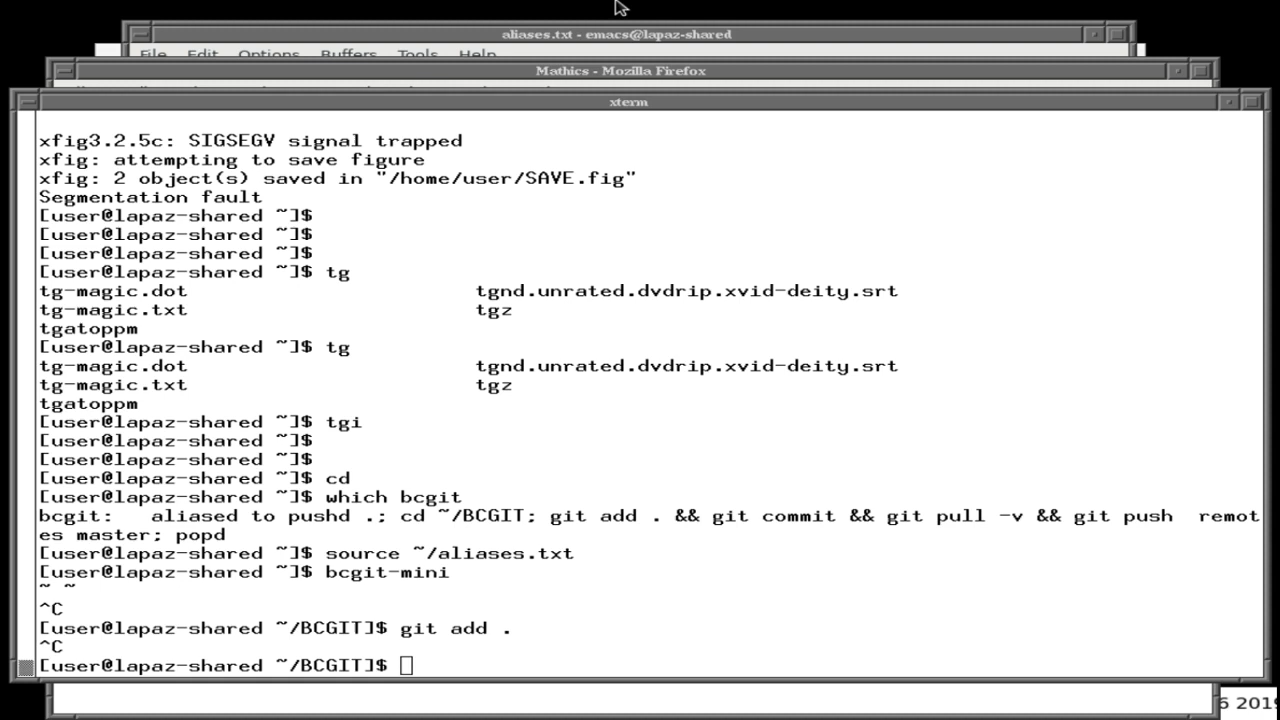 aliases.txt - emacs@lapaz-shared
File Edit Options Buffers Tools Help
Mathics - Mozilla Firefox
xterm
xfig3.2.5c: SIGSEGV signal trapped
xfig: attempting to save figure
xfig: 2 object(s) saved in "/home/user/SAVE.fig"
Segmentation fault
[user@lapaz-shared ~]$
[user@lapaz-shared ~]$
[user@lapaz-shared ~]$
[user@lapaz-shared ~]$ tg
tg-magic.dot tgnd.unrated.dvdrip.xvid-deity.srt
tg-magic.txt tgz
tgatoppm
[user@lapaz-shared ~]$ tg
tg-magic.dot tgnd.unrated.dvdrip.xvid-deity.srt
tg-magic.txt tgz
tgatoppm
[user@lapaz-shared ~]$ tgi
[user@lapaz-shared ~]$
[user@lapaz-shared ~]$
[user@lapaz-shared ~]$ cd
[user@lapaz-shared ~]$ which bcgit
bcgit:   aliased to pushd .; cd ~/BCGIT; git add . && git commit && git pull -v && git push  remot
es master; popd
[user@lapaz-shared ~]$ source ~/aliases.txt
[user@lapaz-shared ~]$ bcgit-mini
~ ~
^C
[user@lapaz-shared ~/BCGIT]$ git add .
^C
[user@lapaz-shared ~/BCGIT]$